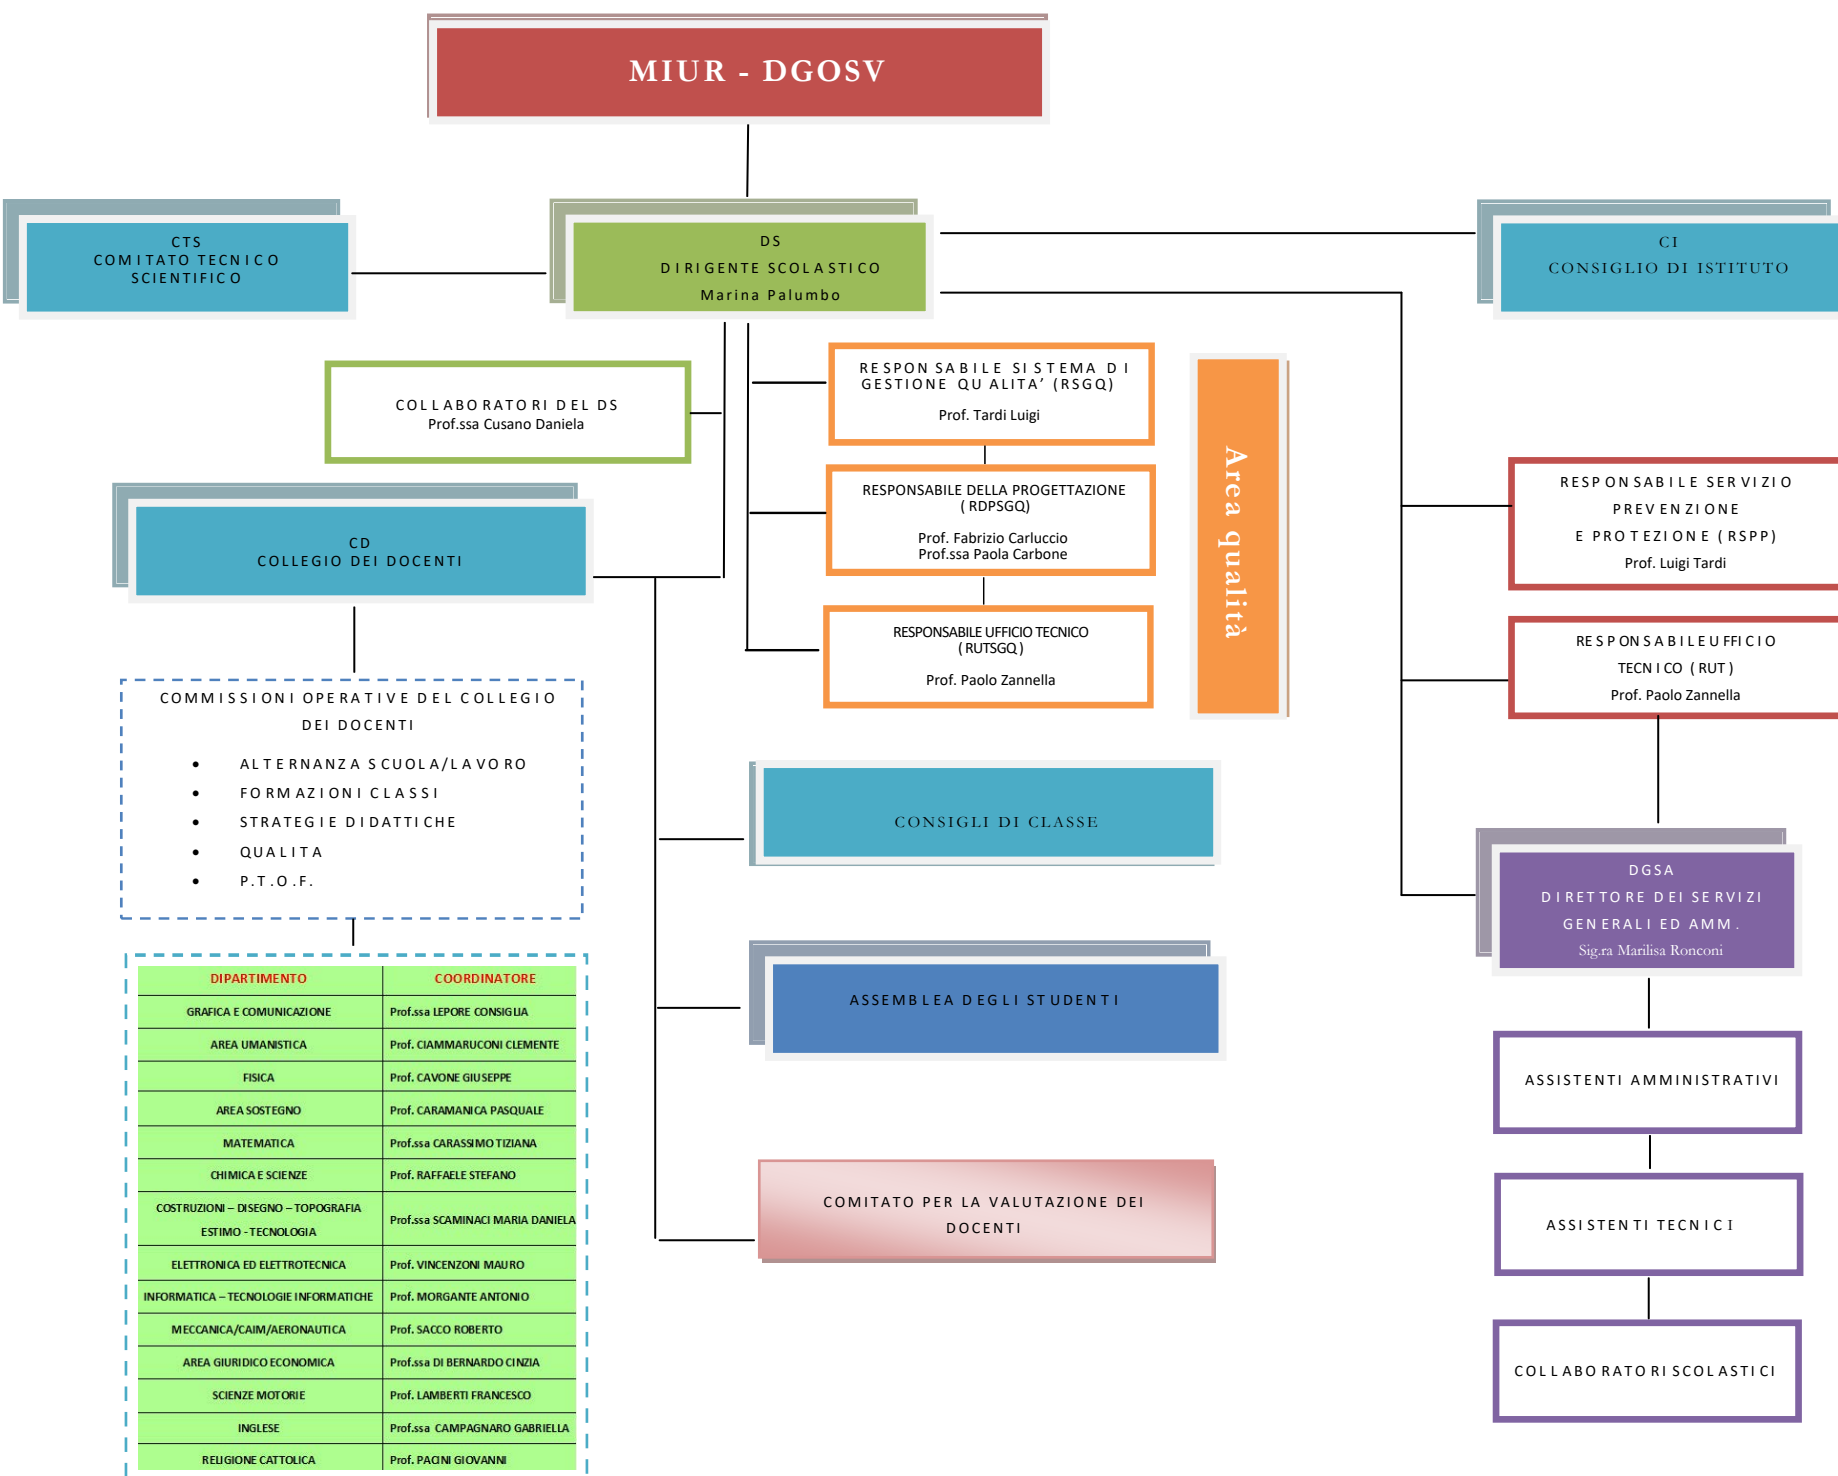 MIUR - DGOSV
CTS
COMITATO TECNICO
SCIENTIFICO
DS
DIRIGENTE SCOLASTICO
Marina Palumbo
CI
CONSIGLIO DI ISTITUTO
COLLABORATORI DEL DS
Prof.ssa Cusano Daniela
RESPONSABILE SISTEMA DI
GESTIONE QUALITA’ (RSGQ)
Prof. Tardi Luigi
RESPONSABILE DELLA PROGETTAZIONE
( RDPSGQ)
Prof. Fabrizio Carluccio
Prof.ssa Paola Carbone
RESPONSABILE UFFICIO TECNICO
( RUTSGQ )
Prof. Paolo Zannella
Area qualità
RESPONSABILE SERVIZIO
PREVENZIONE
E PROTEZIONE (RSPP)
Prof. Luigi Tardi
RESPONSABILEUFFICIO
TECNICO (RUT)
Prof. Paolo Zannella
CD
COLLEGIO DEI DOCENTI
COMMISSIONI OPERATIVE DEL COLLEGIO
DEI DOCENTI
• ALTERNANZA SCUOLA/LAVORO
• FORMAZIONI CLASSI
• STRATEGIE DIDATTICHE
• QUALITA
• P.T.O.F.
CONSIGLI DI CLASSE
ASSEMBLEA DEGLI STUDENTI
COMITATO PER LA VALUTAZIONE DEI
DOCENTI
DGSA
DIRETTORE DEI SERVIZI
GENERALI ED AMM.
Sig.ra Marilisa Ronconi
ASSISTENTI AMMINISTRATIVI
ASSISTENTI TECNICI
COLLABORATORI SCOLASTICI
DIPARTIMENTO COORDINATORE
GRAFICA E COMUNICAZIONE Prof.ssa LEPORE CONSIGLIA
AREA UMANISTICA Prof. CIAMMARUCONI CLEMENTE
FISICA Prof. CAVONE GIUSEPPE
AREA SOSTEGNO Prof. CARAMANICA PASQUALE
MATEMATICA Prof.ssa CARASSIMO TIZIANA
CHIMICA E SCIENZE Prof. RAFFAELE STEFANO
COSTRUZIONI – DISEGNO – TOPOGRAFIA
ESTIMO - TECNOLOGIA Prof.ssa SCAMINACI MARIA DANIELA
ELETTRONICA ED ELETTROTECNICA Prof. VINCENZONI MAURO
INFORMATICA – TECNOLOGIE INFORMATICHE Prof. MORGANTE ANTONIO
MECCANICA/CAIM/AERONAUTICA Prof. SACCO ROBERTO
AREA GIURIDICO ECONOMICA Prof.ssa DI BERNARDO CINZIA
SCIENZE MOTORIE Prof. LAMBERTI FRANCESCO
INGLESE Prof.ssa CAMPAGNARO GABRIELLA
RELIGIONE CATTOLICA Prof. PACINI GIOVANNI